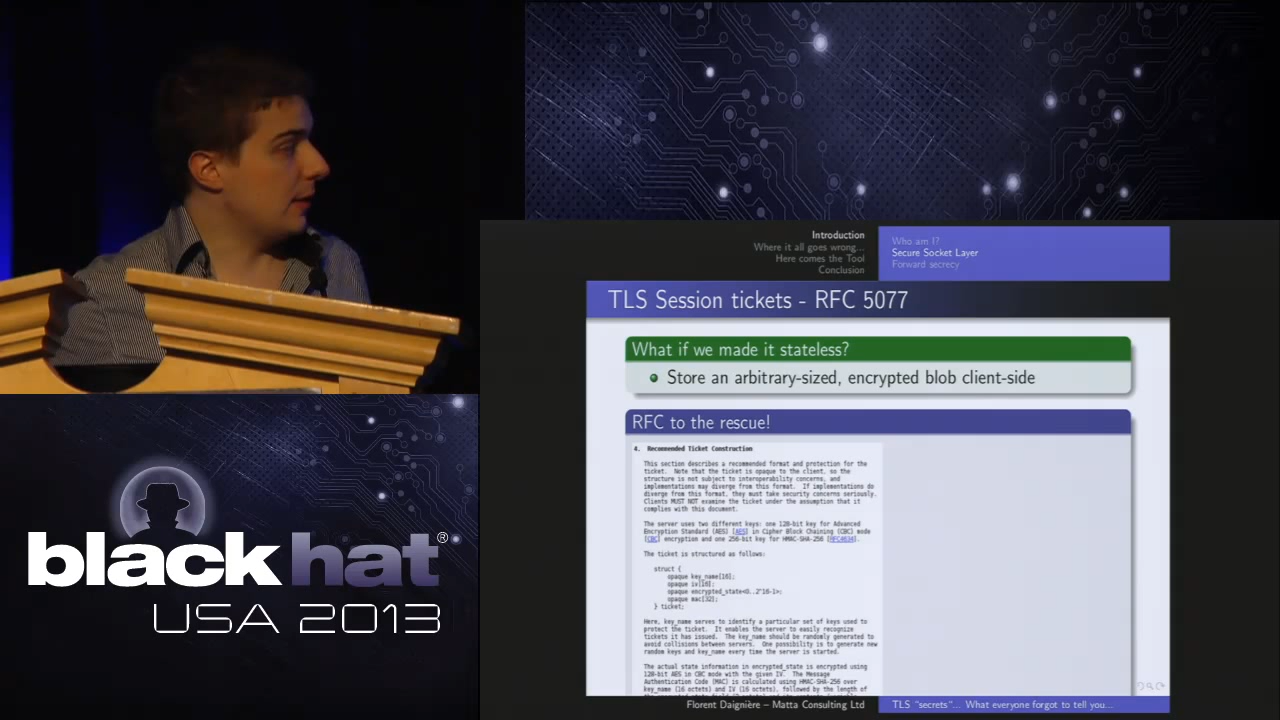 Introduction
Where it all goes wrong...
Here comes the Tool
Conclusion
Who am I?
Secure Socket Layer
Forward secrecy
TLS Session tickets - RFC 5077
What if we made it stateless?
Store an arbitrary-sized, encrypted blob client-side
RFC to the rescue!
4. Recommended Ticket Construction
This section describes a recommended format and protection for the
ticket. Note that the ticket is opaque to the client, so the
structure is not subject to interoperability concerns, and
implementations may diverge from this format. If implementations do
diverge from this format, they must take security concerns seriously.
Clients MUST NOT examine the ticket under the assumption that it
complies with this document.
The server uses two different keys: one 128-bit key for Advanced
Encryption Standard (AES) [AES] in Cipher Block Chaining (CBC) mode
[CBC] encryption and one 256-bit key for HMAC-SHA-256 [RFC4634].
The ticket is structured as follows:
struct {
opaque key_name[16];
opaque iv[16];
opaque encrypted_state<0..2^16-1>;
opaque mac[32];
} ticket;
Here, key_name serves to identify a particular set of keys used to
protect the ticket. It enables the server to easily recognize
tickets it has issued. The key_name should be randomly generated to
avoid collisions between servers. One possibility is to generate new
random keys and key_name every time the server is started.
The actual state information in encrypted_state is encrypted using
128-bit AES in CBC mode with the given IV. The Message
Authentication Code (MAC) is calculated using HMAC-SHA-256 over
key_name (16 octets) and IV (16 octets), followed by the length of
Florent Daignière – Matta Consulting Ltd
TLS "secrets"... What everyone forgot to tell you...
blackhat®
USA 2013